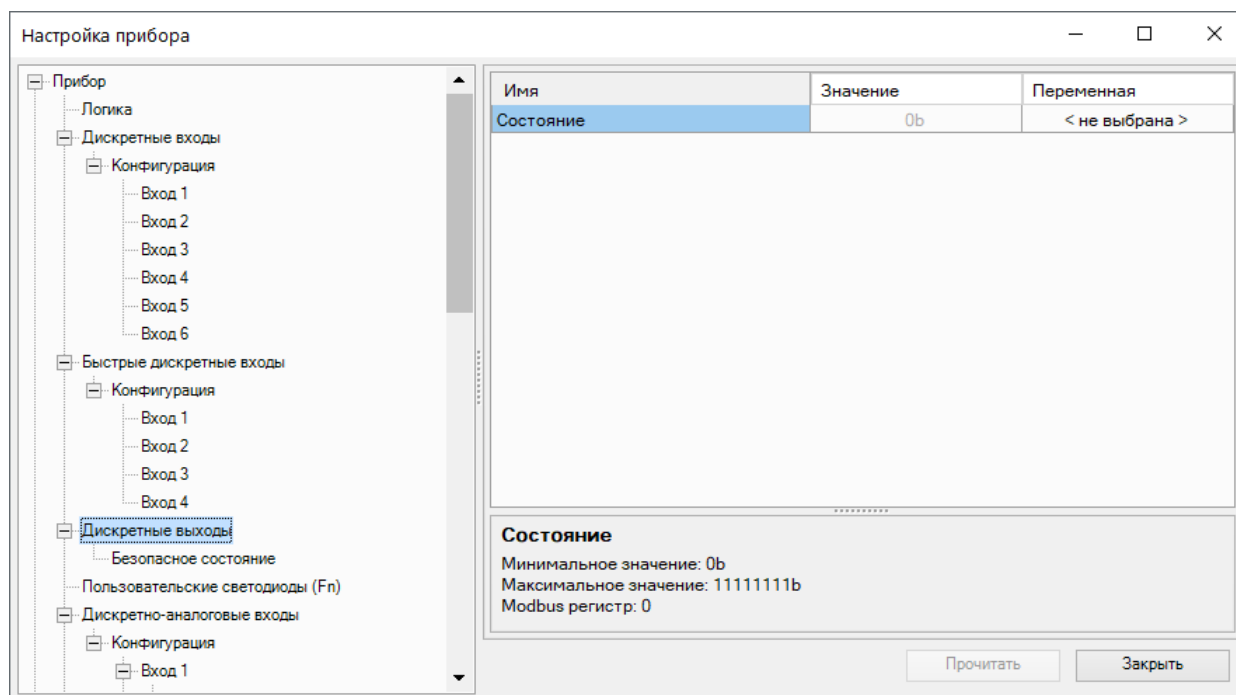 Настройка прибора
Прибор
Логика
Дискретные входы
Конфигурация
Вход 1
Вход 2
Вход 3
Вход 4
Вход 5
Вход 6
Быстрые дискретные входы
Конфигурация
Вход 1
Вход 2
Вход 3
Вход 4
Дискретные выходы
Безопасное состояние
Пользовательские светодиоды (Fn)
Дискретно-аналоговые входы
Конфигурация
Вход 1
Имя Значение Переменная
Состояние 0b < не выбрана >
Состояние
Минимальное значение: 0b
Максимальное значение: 11111111b
Modbus регистр: 0
Прочитать Закрыть